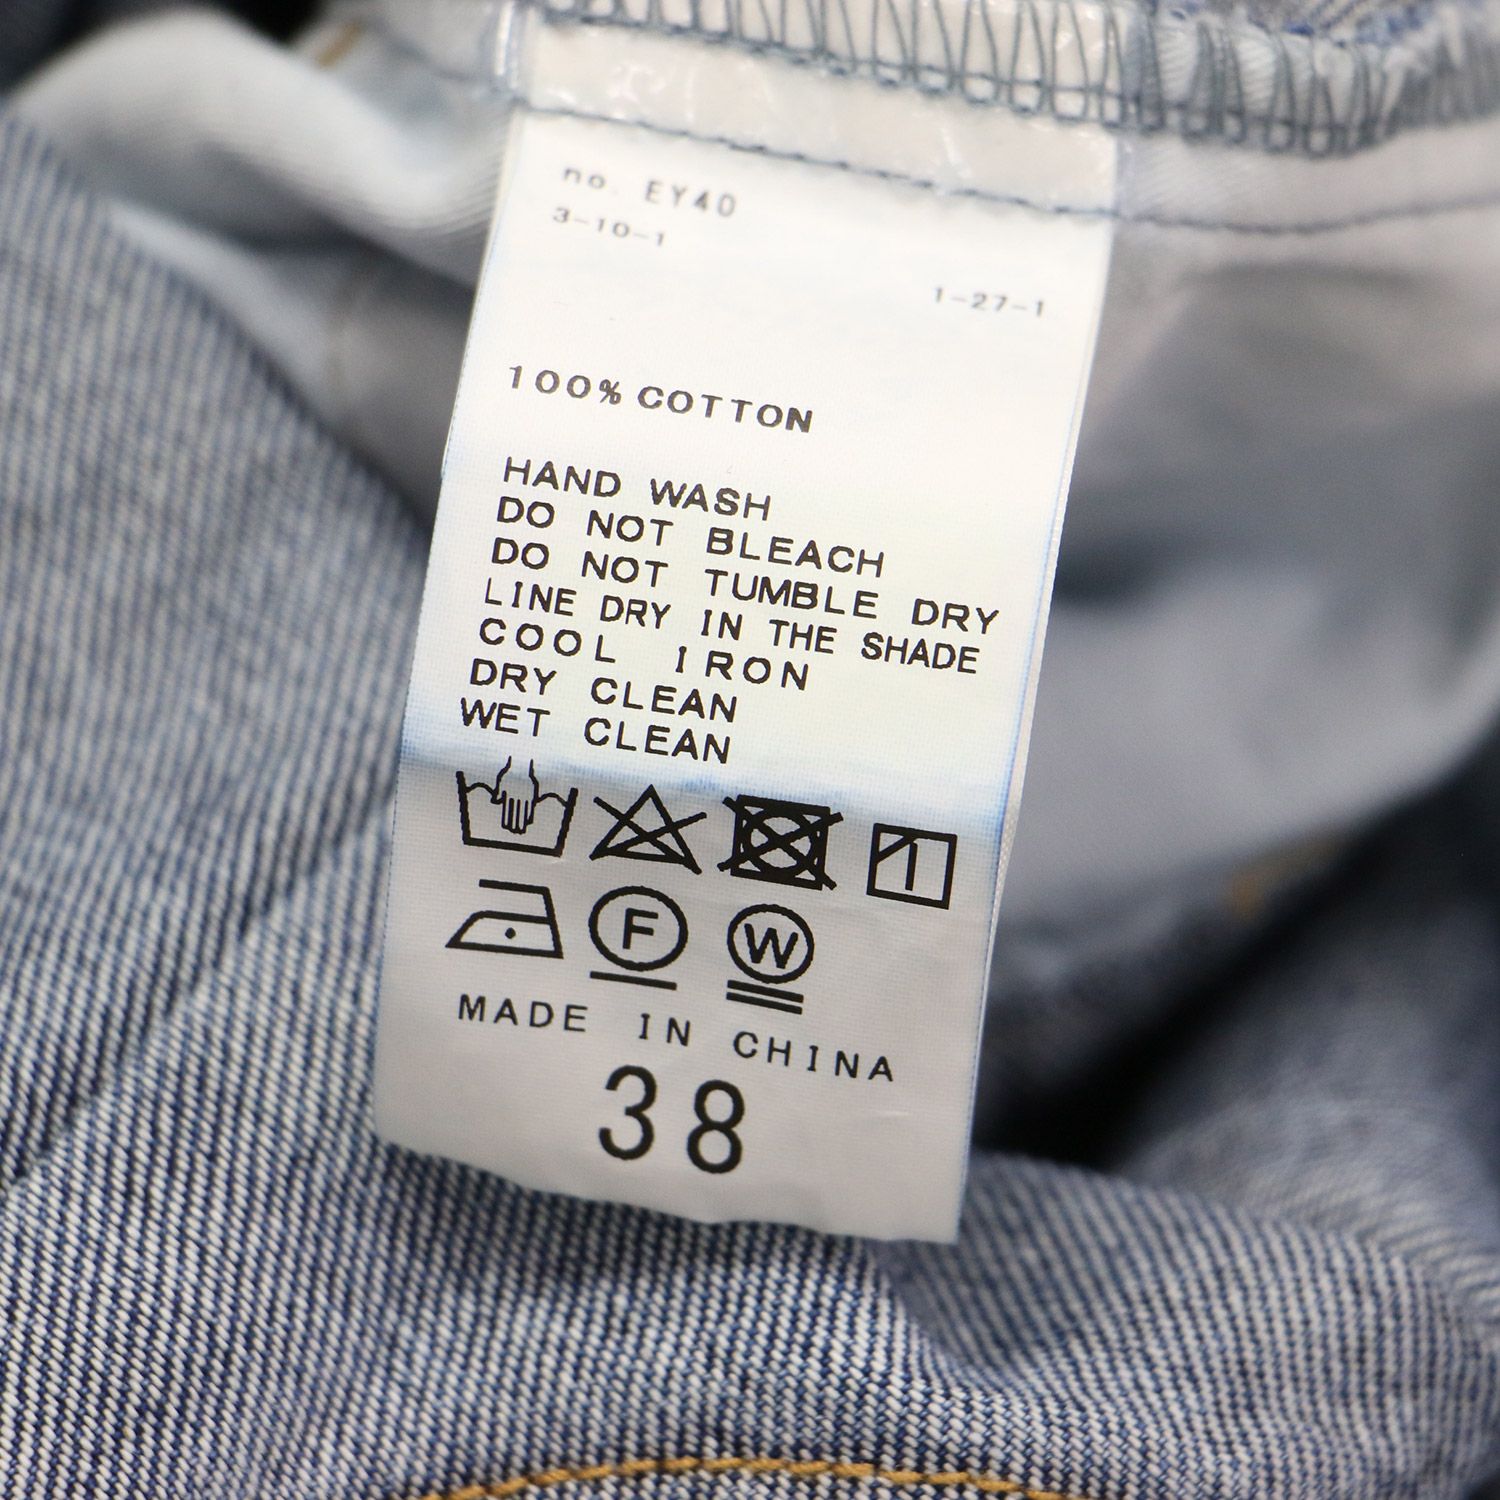 no. EY40
3-10-1
1-27-1
100% COTTON
HAND WASH
DO NOT BLEACH
DO NOT TUMBLE DRY
LINE DRY IN THE SHADE
COOL IRON
DRY CLEAN
WET CLEAN
F W
MADE IN CHINA
38